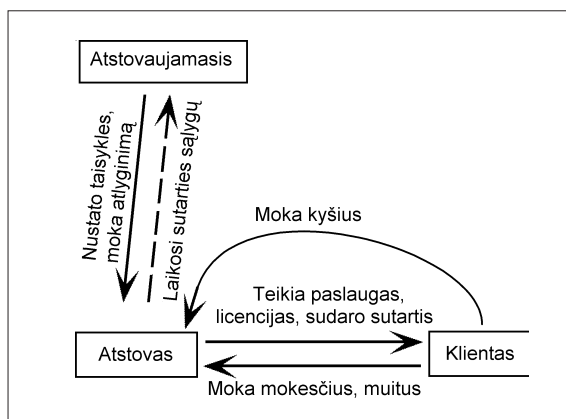 Atstovaujamasis
Nustato taisykles,
moka atlyginimą
Laikosi sutarties sąlygų
Moka kyšius
Teikia paslaugas,
licencijas, sudaro sutartis
Atstovas
Klientas
Moka mokesčius, muitus